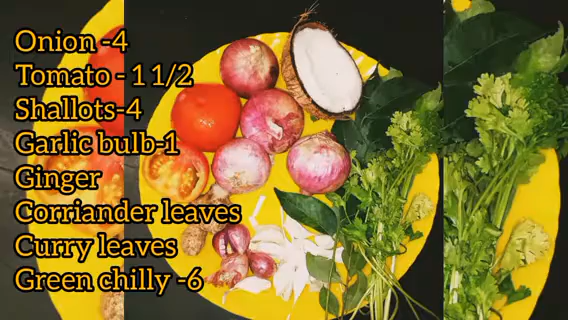 Onion -4
Tomato - 1 1/2
Shallots-4
Garlic bulb-1
Ginger
Corriander leaves
Curry leaves
Green chilly -6